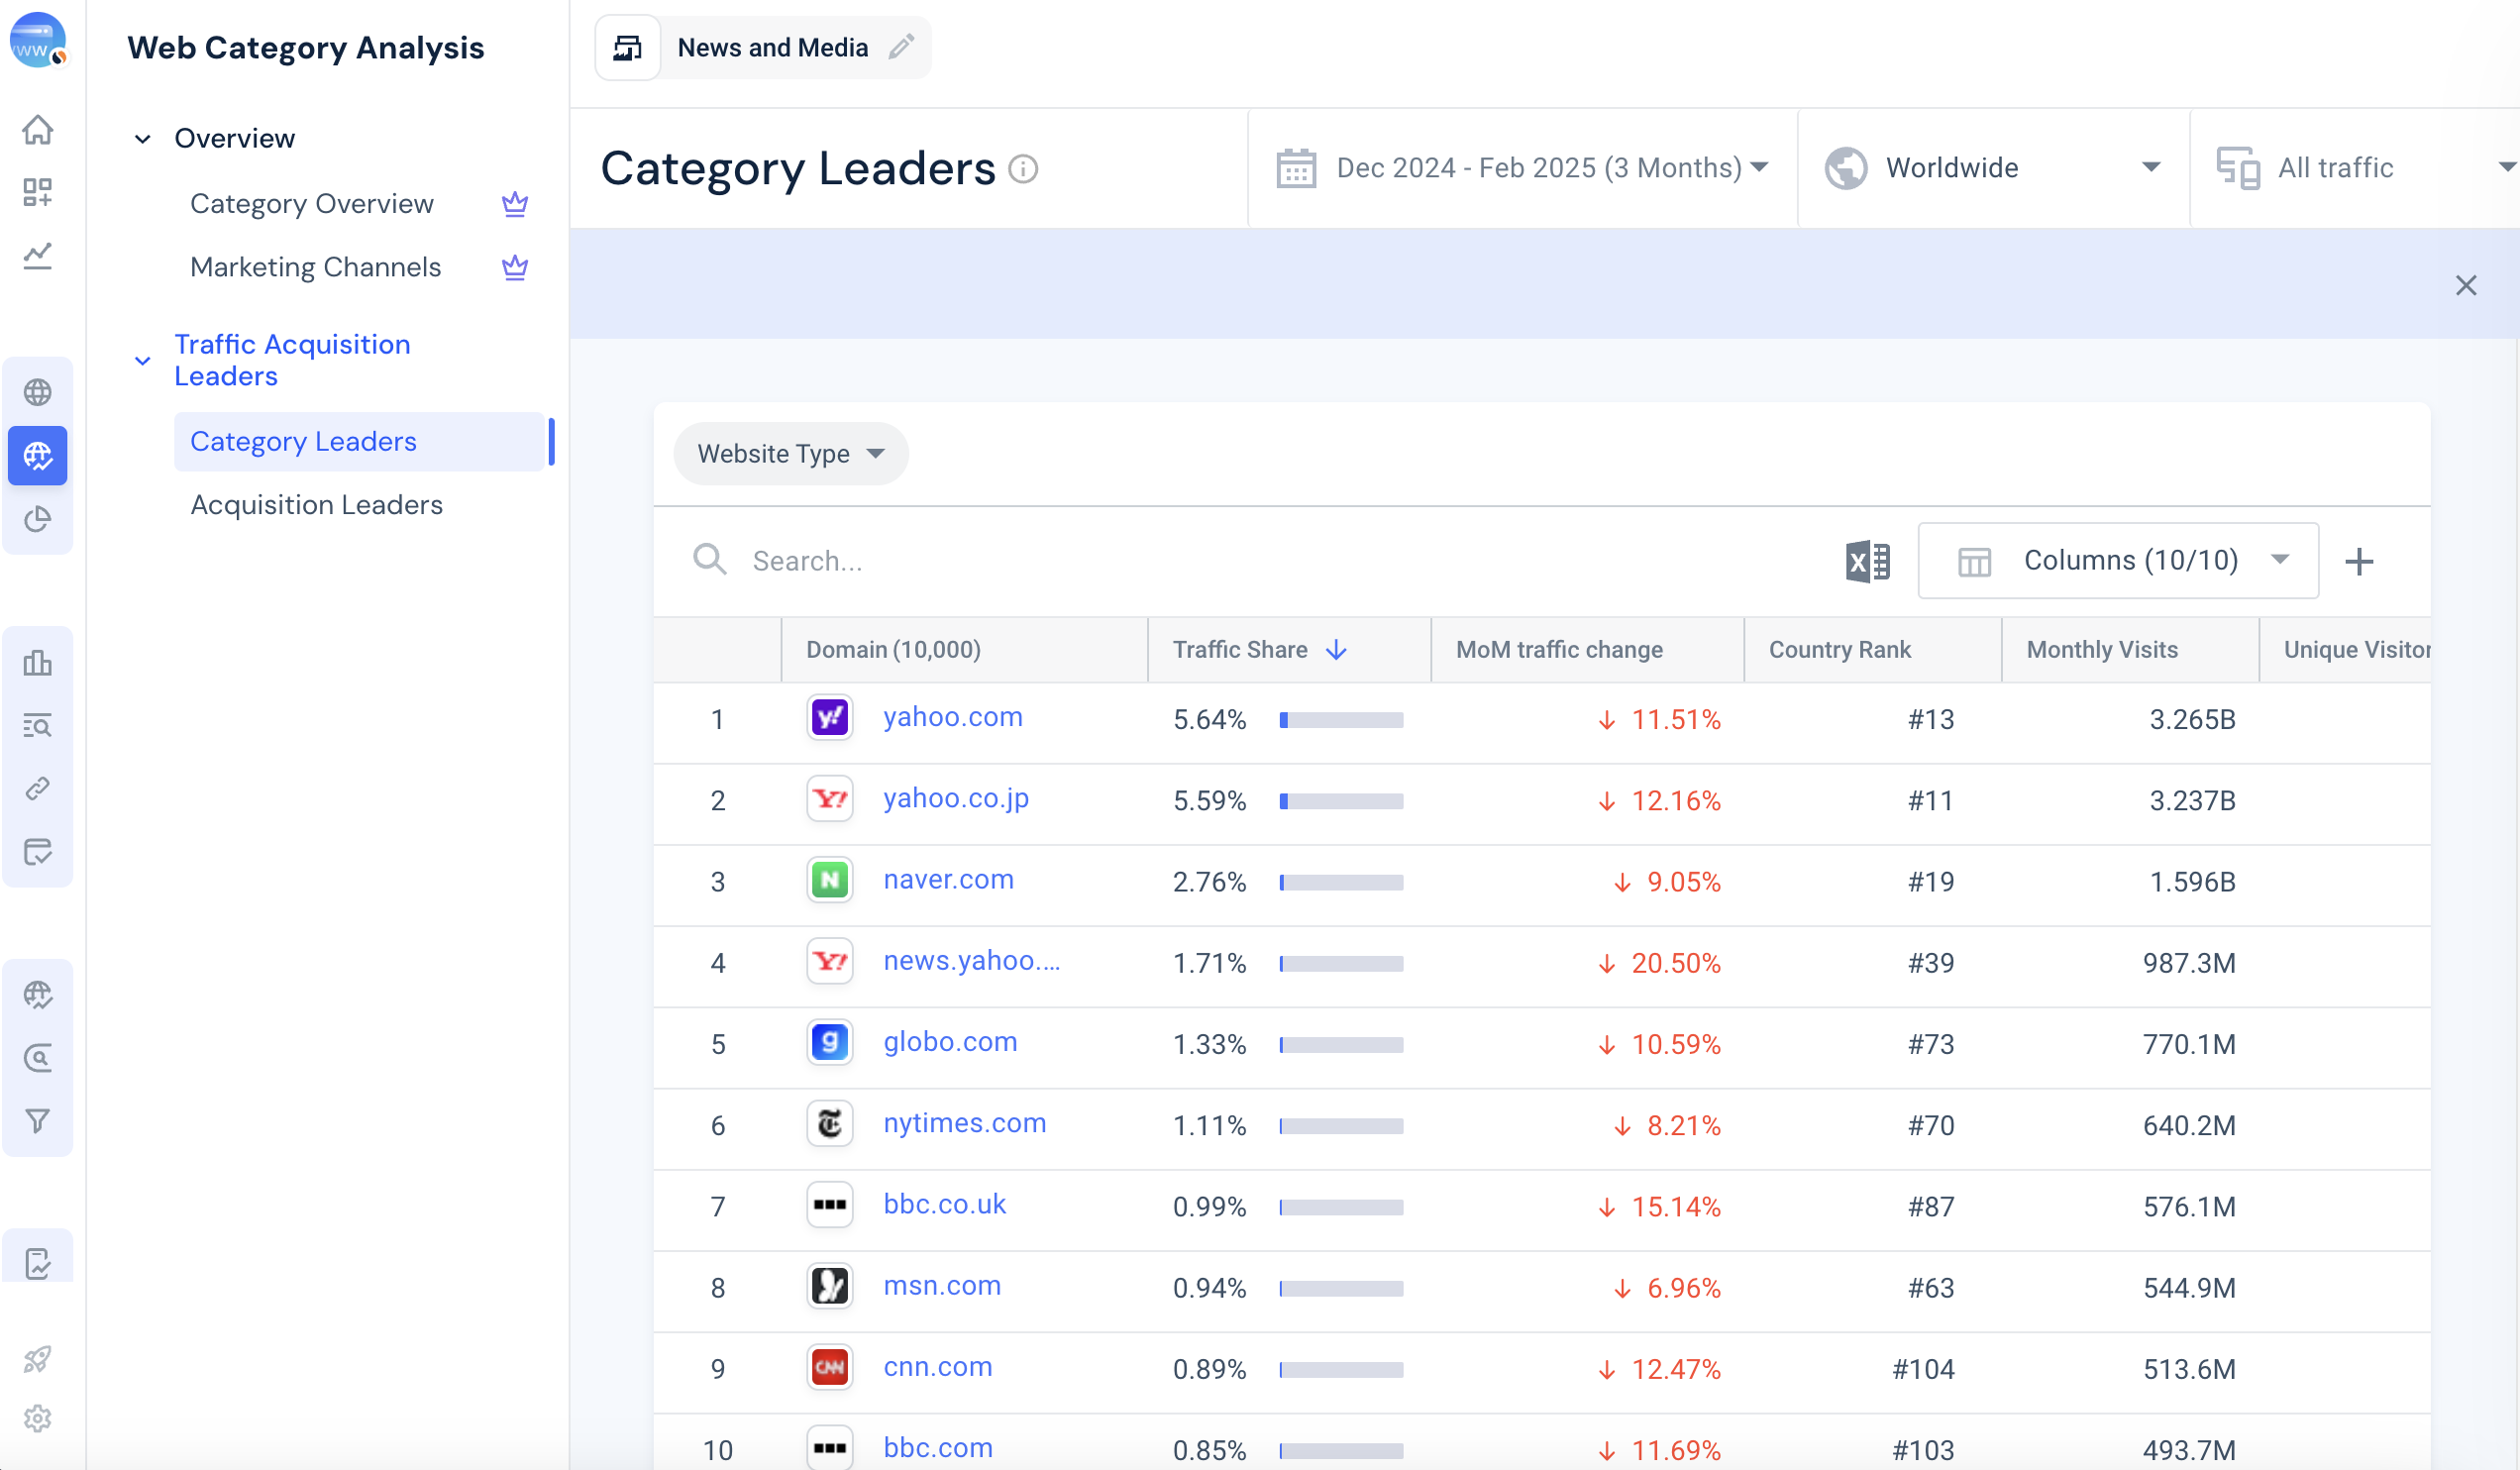 WW
Web Category Analysis
Overview
Category Overview
Marketing Channels
Traffic Acquisition
Leaders
Category Leaders
Acquisition Leaders
News and Media
Category Leaders
Dec 2024 - Feb 2025 (3 Months)
Worldwide
All traffic
Website Type
Search...
X
Columns (10/10)
Domain (10,000) Traffic Share MoM traffic change Country Rank Monthly Visits Unique Visitor
1 y! yahoo.com 5.64% 11.51% #13 3.265B
2 Y! yahoo.co.jp 5.59% 12.16% #11 3.237B
3 N naver.com 2.76% 9.05% #19 1.596B
4 Y! news.yahoo.... 1.71% 20.50% #39 987.3M
5 g globo.com 1.33% 10.59% #73 770.1M
6 T nytimes.com 1.11% 8.21% #70 640.2M
7 bbc.co.uk 0.99% 15.14% #87 576.1M
8 msn.com 0.94% 6.96% #63 544.9M
9 CNN cnn.com 0.89% 12.47% #104 513.6M
10 bbc.com 0.85% 11.69% #103 493.7M